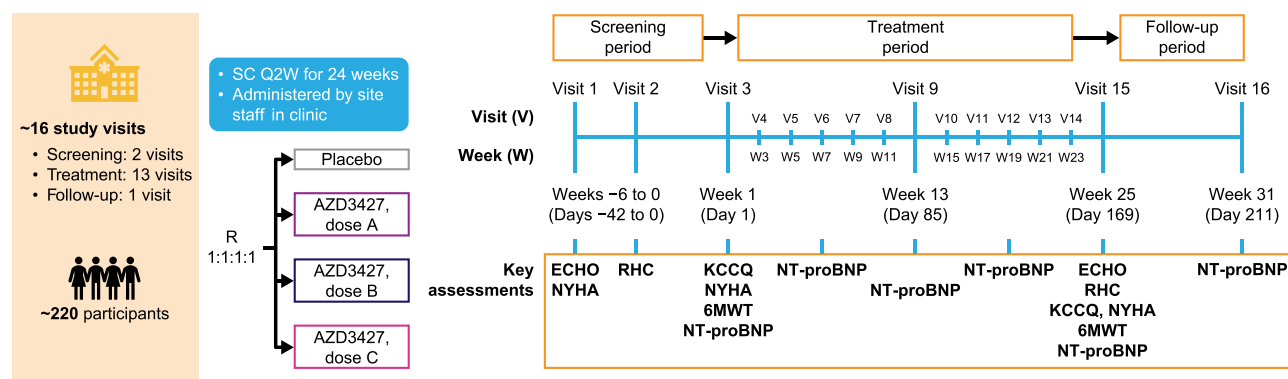 ~16 study visits
• Screening: 2 visits
• Treatment: 13 visits
• Follow-up: 1 visit
~220 participants
• SC Q2W for 24 weeks
• Administered by site
staff in clinic
R
1:1:1:1
Placebo
AZD3427,
dose A
AZD3427,
dose B
AZD3427,
dose C
Screening
period
Treatment
period
Follow-up
period
Visit 1
Visit 2
Visit 3
Visit 9
Visit 15
Visit 16
Visit (V)
V4 V5 V6 V7 V8
V10 V11 V12 V13 V14
Week (W)
W3 W5 W7 W9 W11
W15 W17 W19 W21 W23
Weeks −6 to 0
(Days −42 to 0)
Week 1
(Day 1)
Week 13
(Day 85)
Week 25
(Day 169)
Week 31
(Day 211)
Key
assessments
ECHO
NYHA
RHC
KCCQ
NYHA
6MWT
NT-proBNP
NT-proBNP
NT-proBNP
NT-proBNP
ECHO
RHC
KCCQ, NYHA
6MWT
NT-proBNP
NT-proBNP